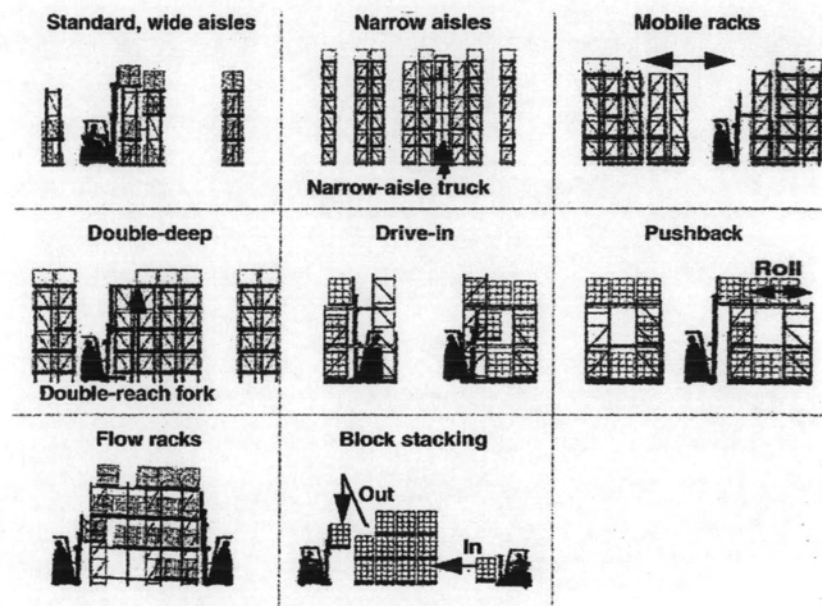 Standard, wide aisles
Narrow aisles
Mobile racks
Narrow-aisle truck
Double-deep
Drive-in
Pushback
Roll
Double-reach fork
Flow racks
Block stacking
Out
In